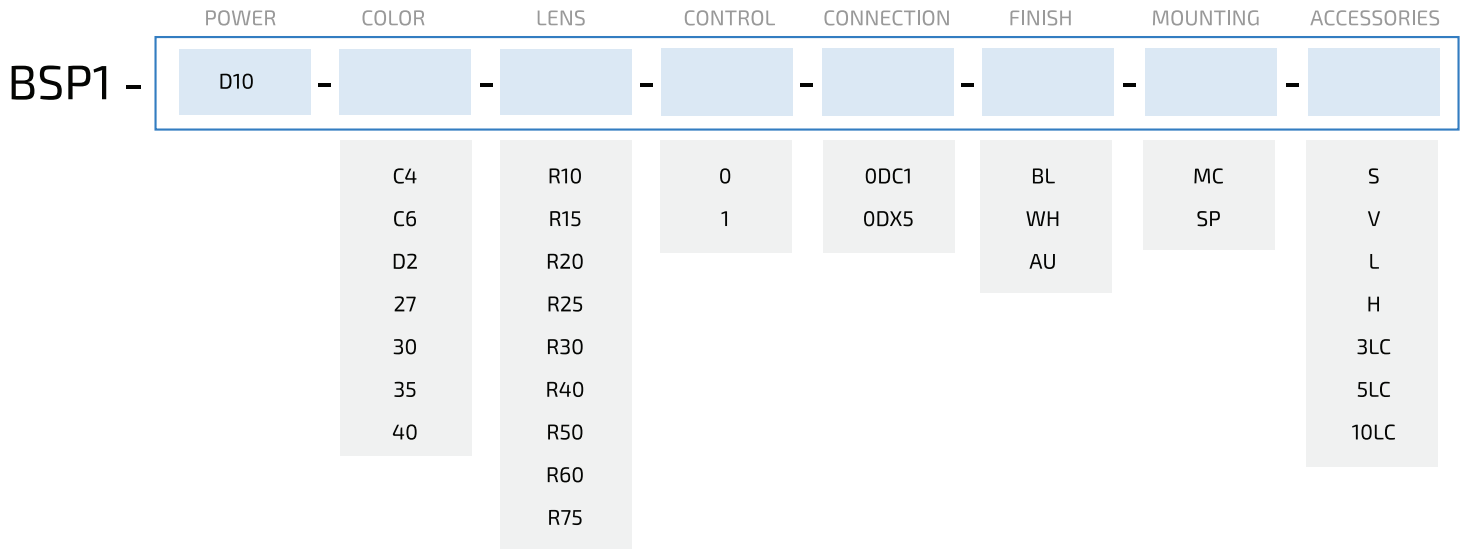 POWER COLOR LENS CONTROL CONNECTION FINISH MOUNTING ACCESSORIES
BSP1 - D10 - - - - - - -
C4 R10 0 0DC1 BL MC S
C6 R15 1 0DX5 WH SP V
D2 R20 AU L
27 R25 H
30 R30 3LC
35 R40 5LC
40 R50 10LC
R60
R75